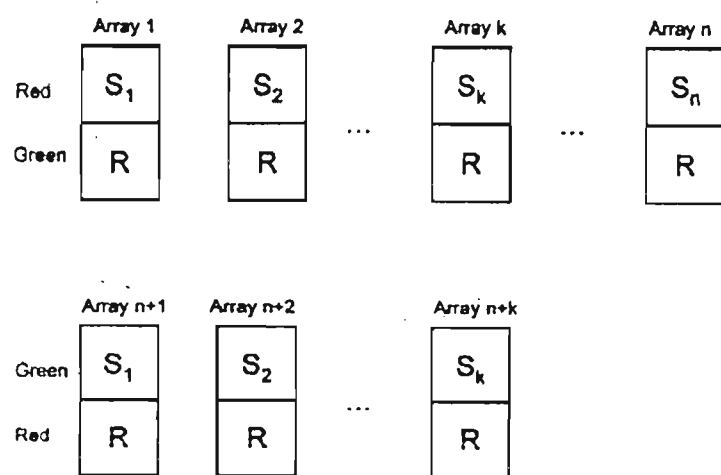 Array 1 Array 2 Array k Array n
Red S1 S2 Sk Sn
... ...
Green R R R R
Array n+1 Array n+2 Array n+k
Green S1 S2 Sk
...
Red R R R